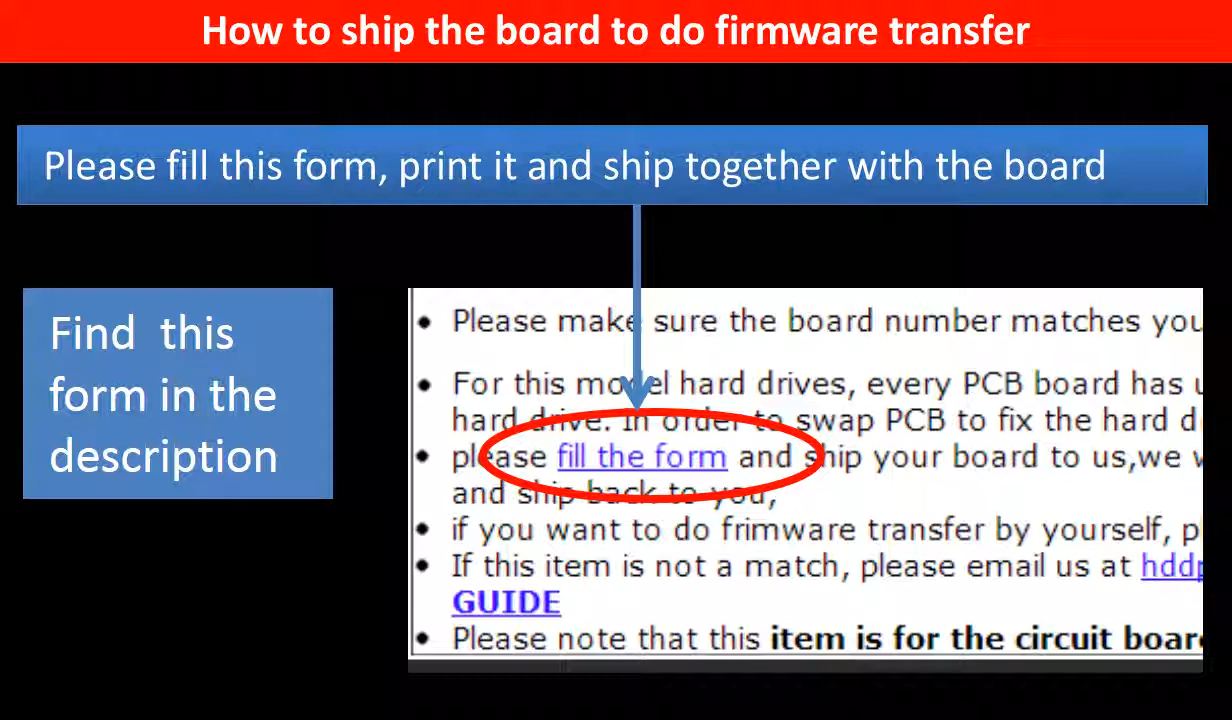 How to ship the board to do firmware transfer
Please fill this form, print it and ship together with the board
Find this
form in the
description
Please make sure the board number matches
For this model hard drives, every PCB board has
hard drive. In order to swap PCB to fix the hard
please fill the form and ship your board to us,we
and ship back to you,
if you want to do frimware transfer by yourself,
If this item is not a match, please email us at
GUIDE
Please note that this item is for the circuit